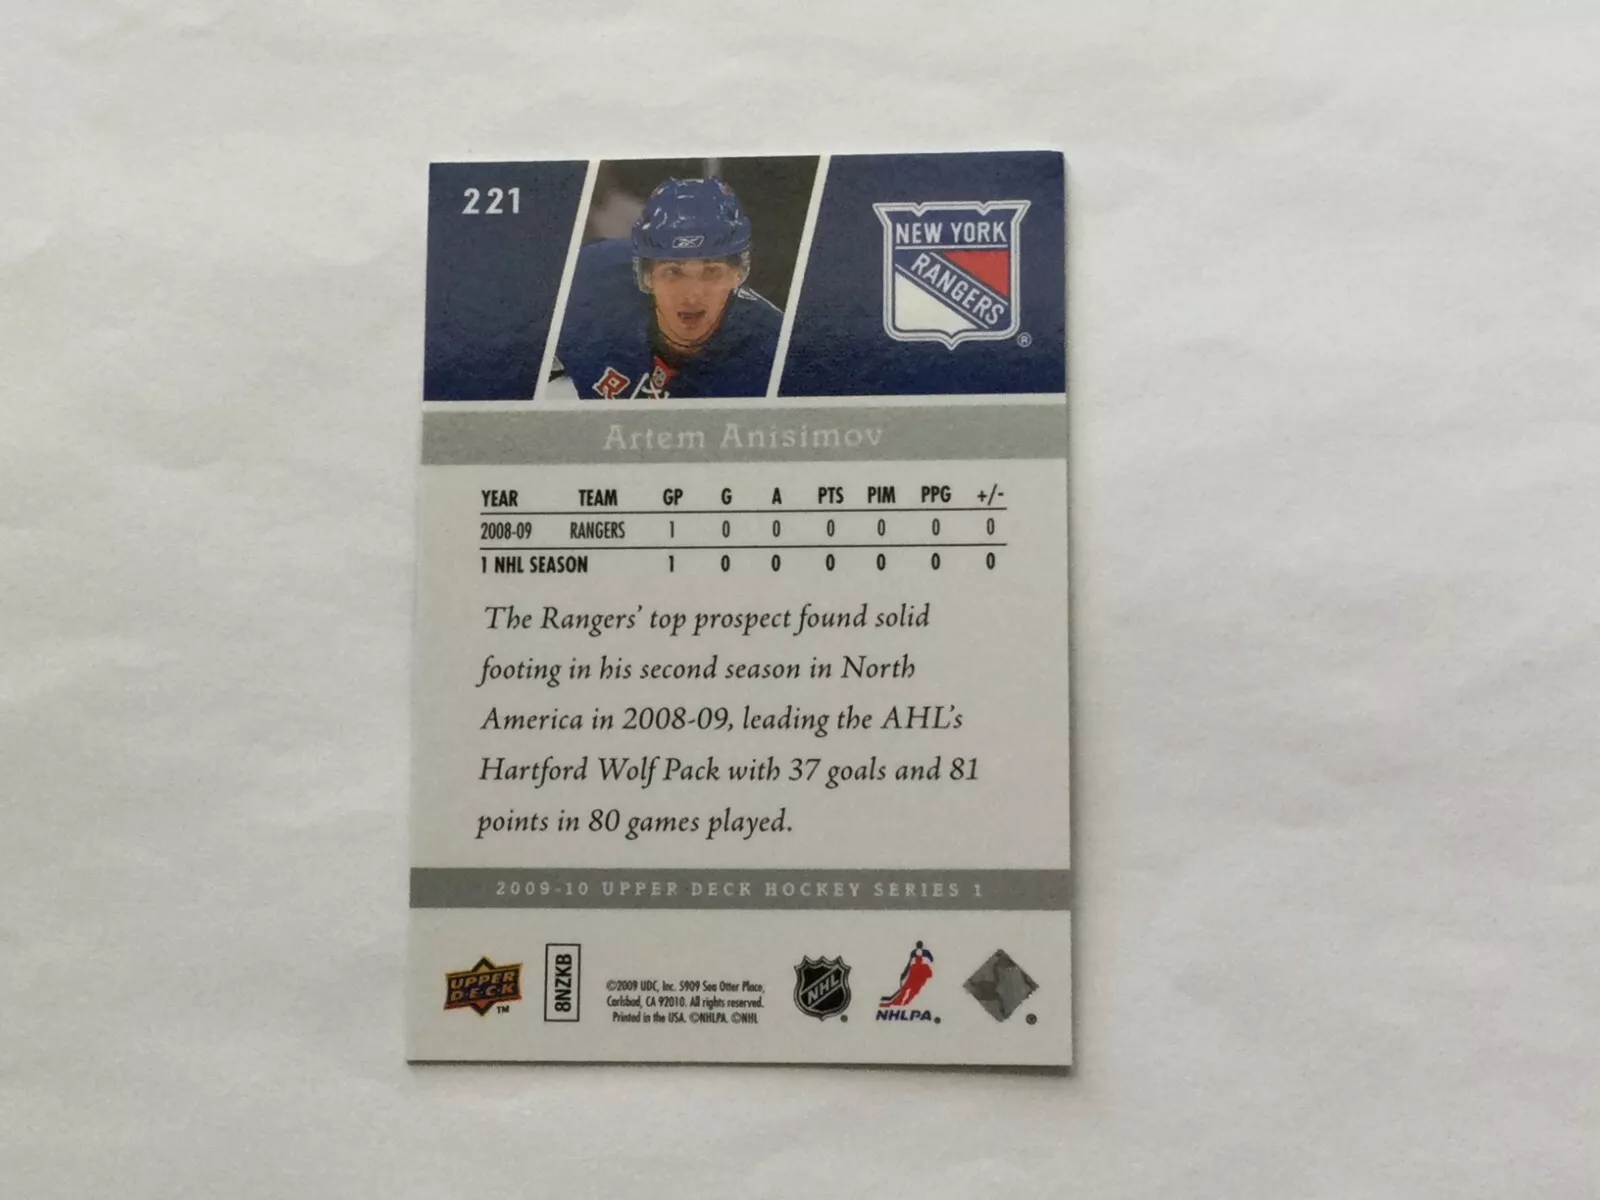 221
NEW YORK
RANGERS
®
Artem Anisimov
YEAR TEAM GP G A PTS PIM PPG +/-
2008-09 RANGERS 1 0 0 0 0 0 0
1 NHL SEASON 1 0 0 0 0 0 0
The Rangers' top prospect found solid
footing in his second season in North
America in 2008-09, leading the AHL's
Hartford Wolf Pack with 37 goals and 81
points in 80 games played.
2009-10 UPPER DECK HOCKEY SERIES 1
UPPER
DECK
TM
8NZKB
©2009 UDC, Inc. 5909 Sea Otter Place,
Carlsbad, CA 92010. All rights reserved.
Printed in the USA. ©NHLPA. ©NHL
NHL
NHLPA.